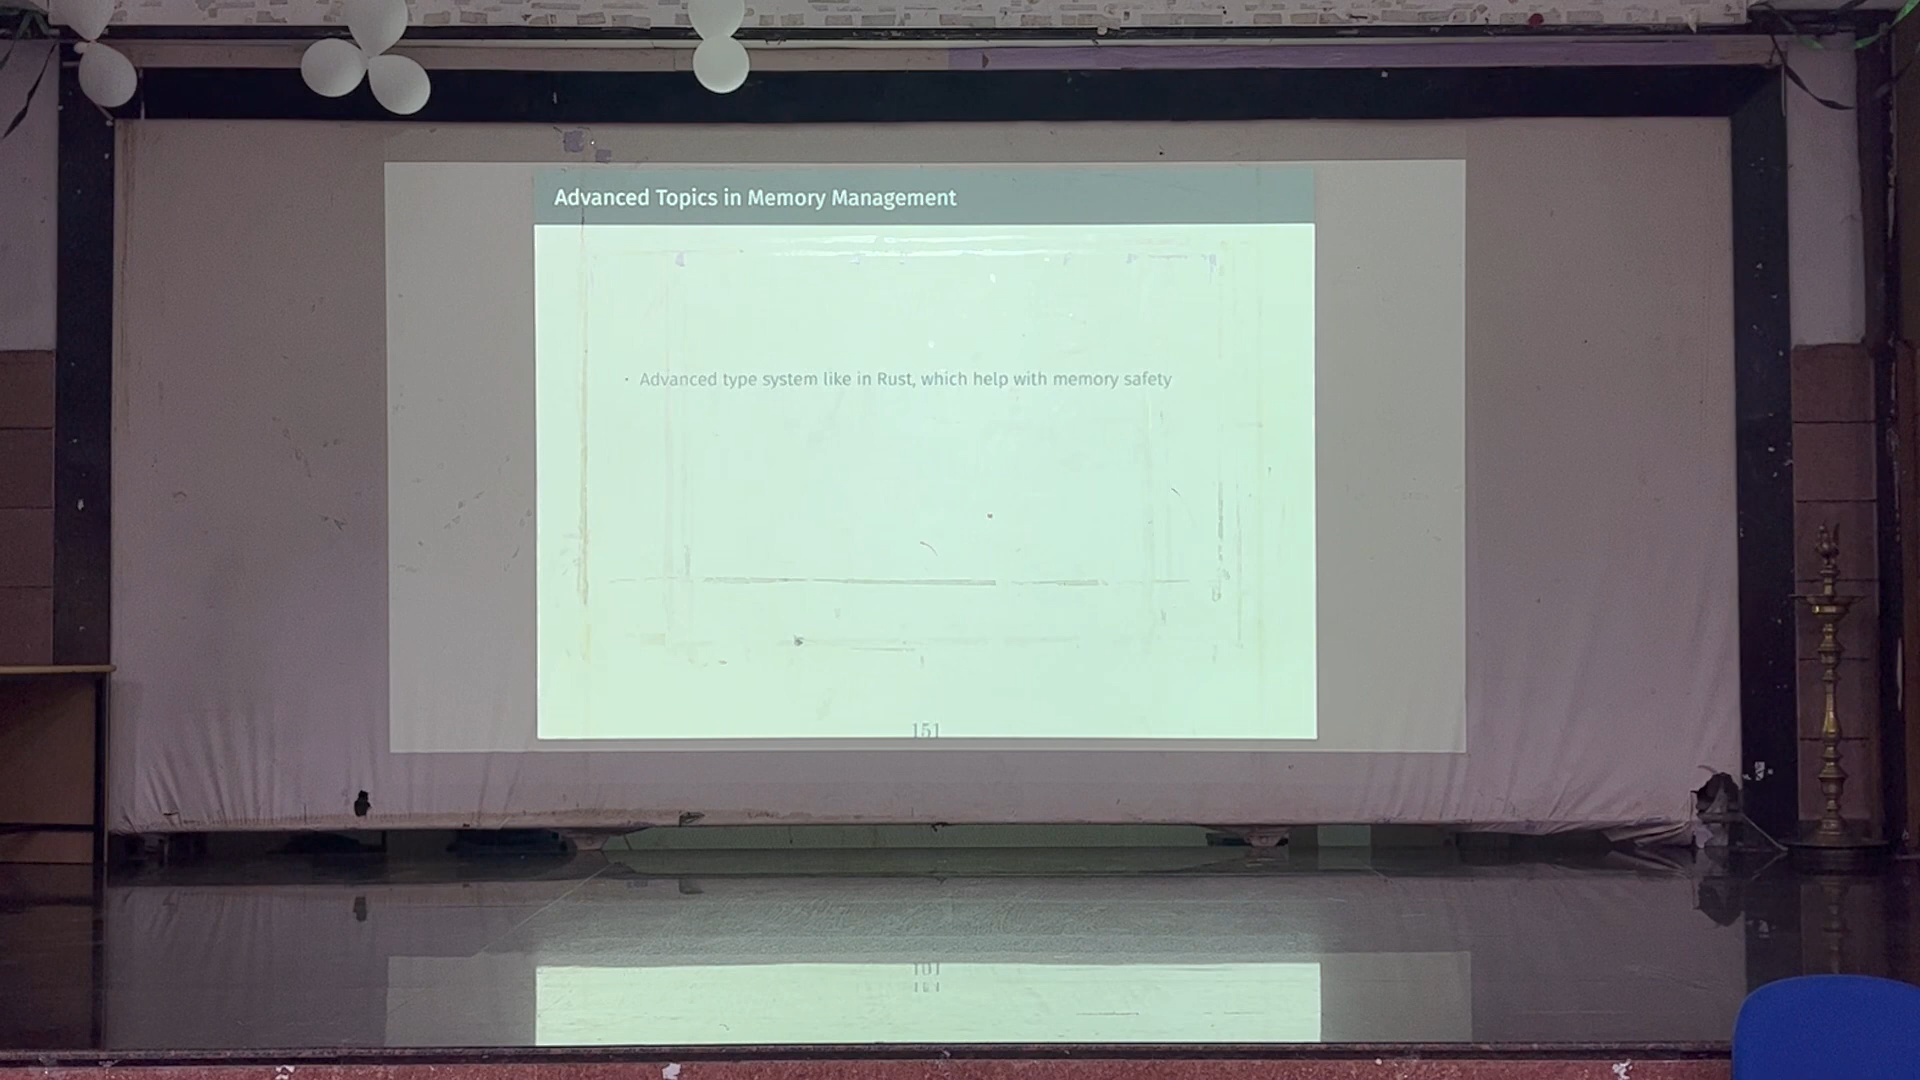 Advanced Topics in Memory Management
· Advanced type system like in Rust, which help with memory safety
151